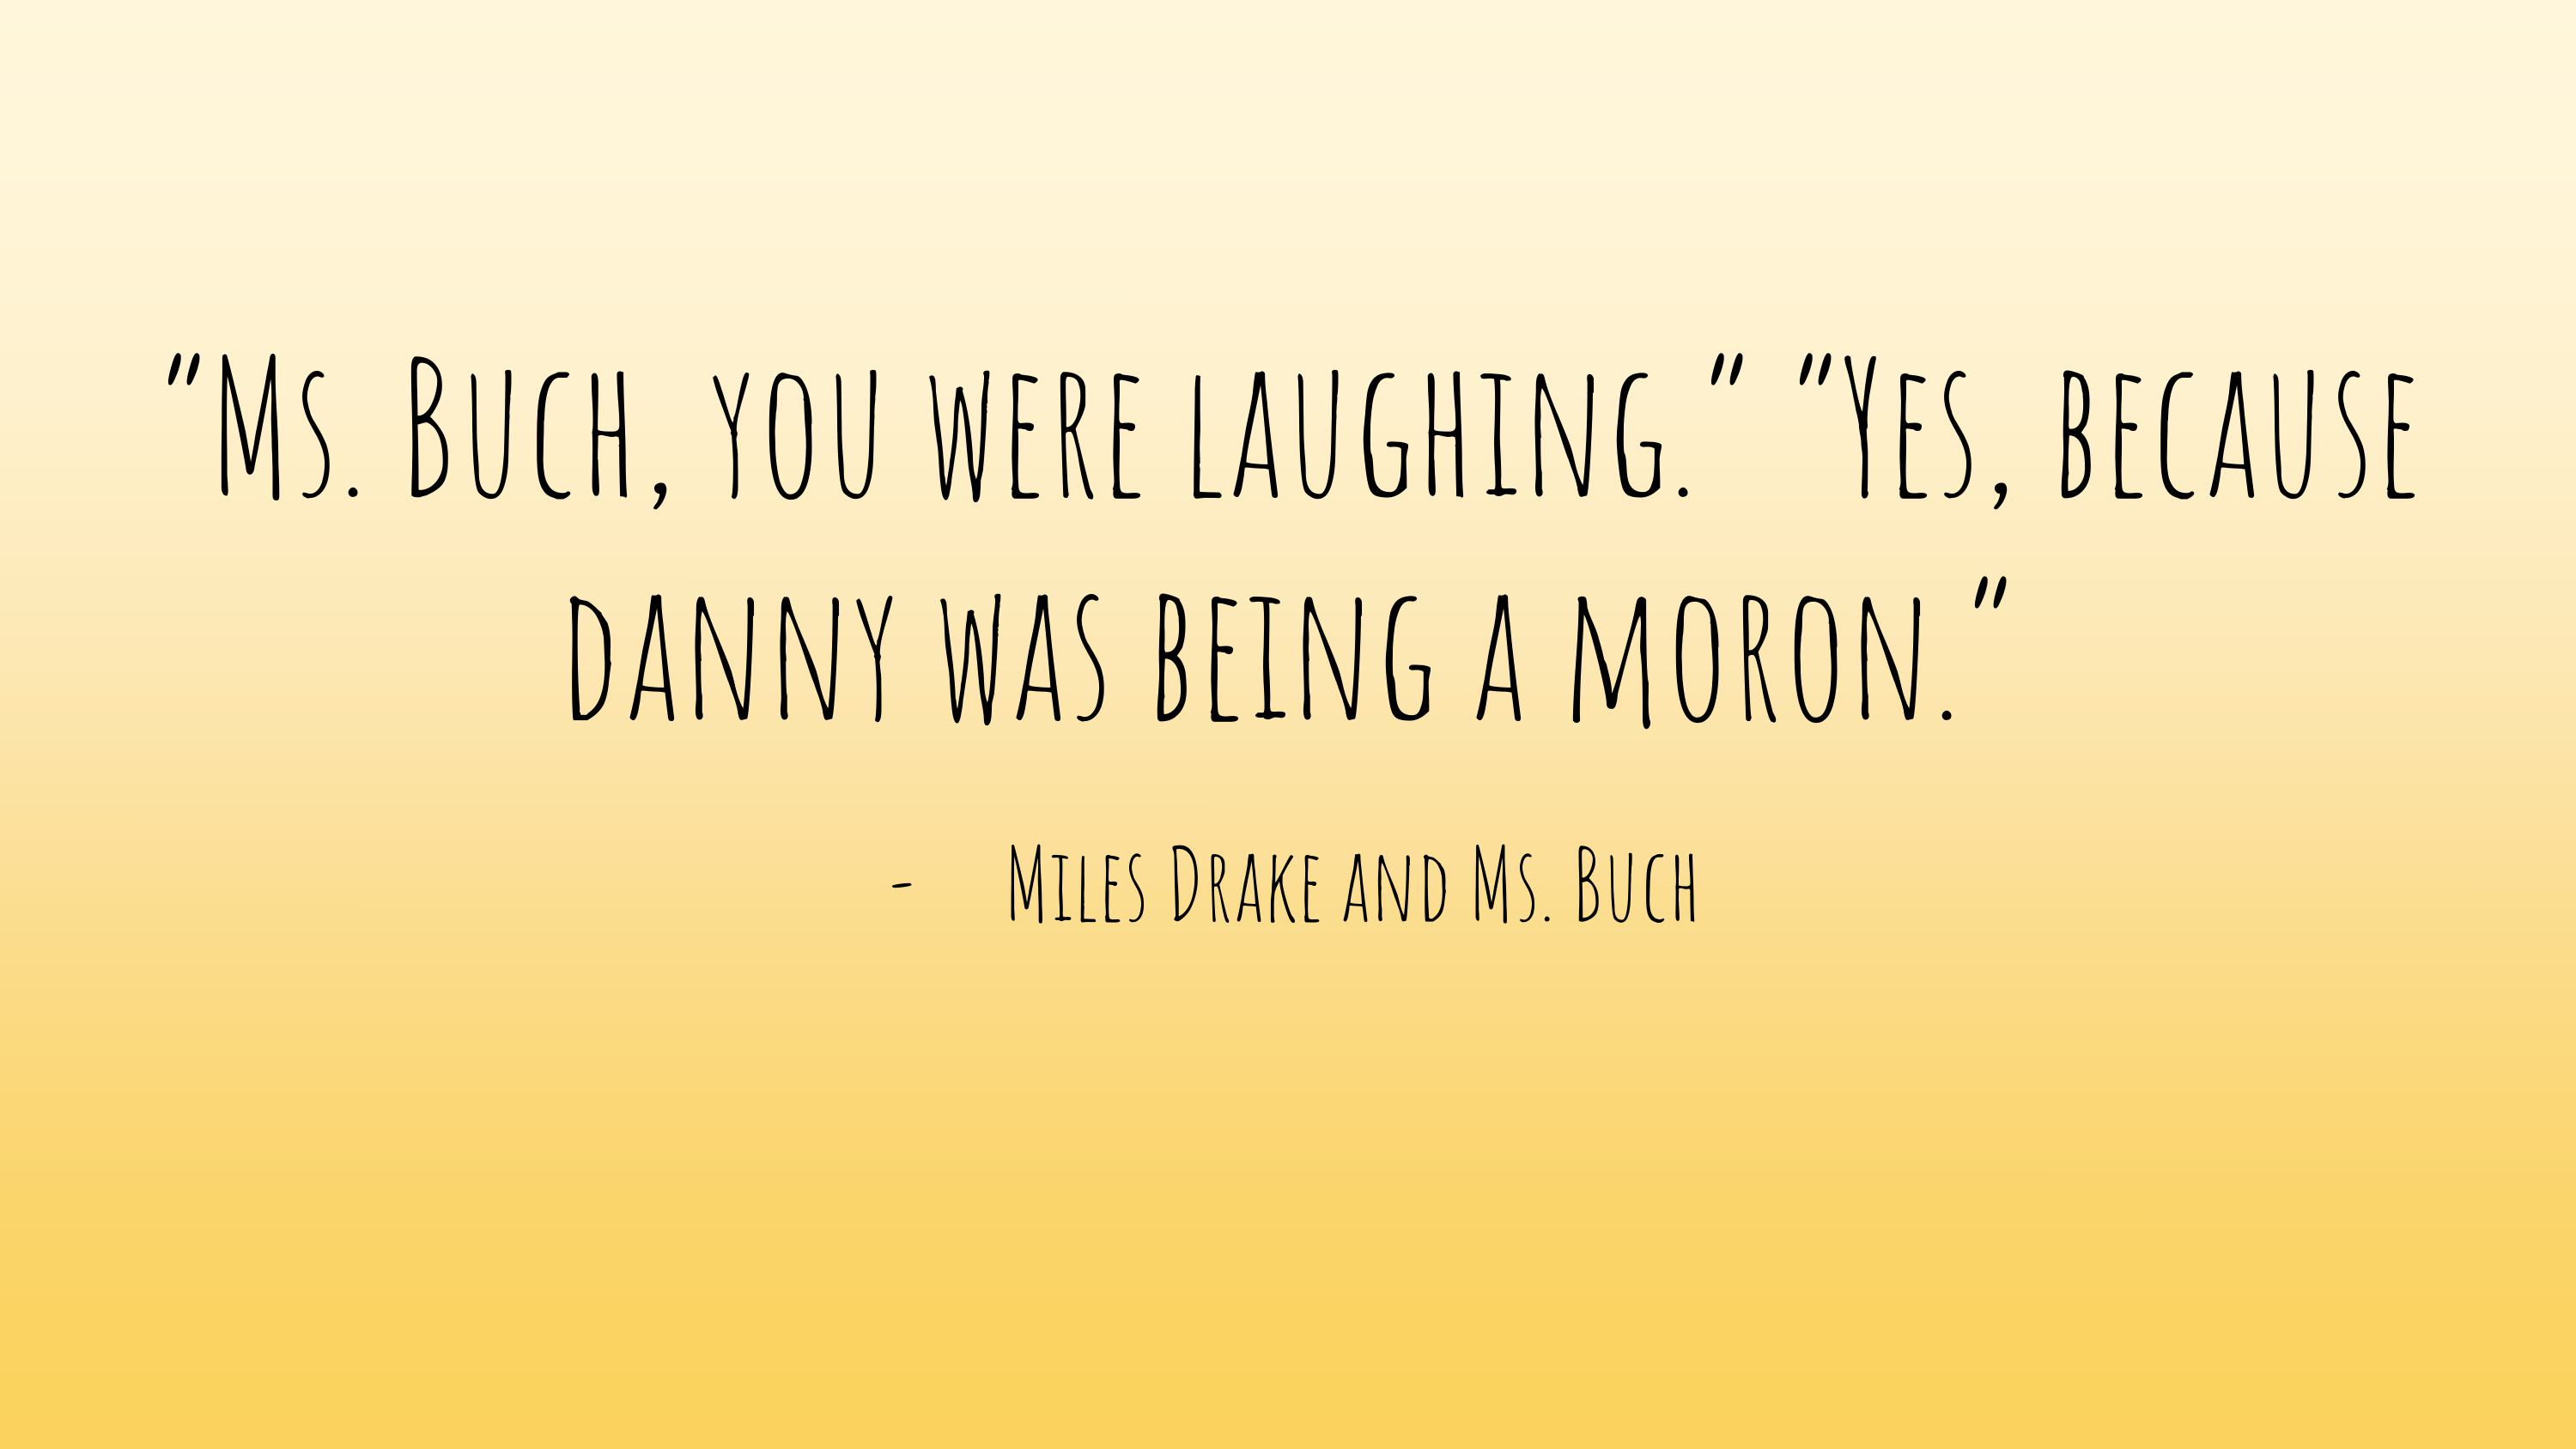 "Ms. Buch, you were laughing." "Yes, because
Danny was being a moron."
- Miles Drake and Ms. Buch